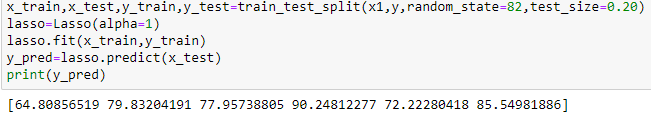 x_train,x_test,y_train,y_test=train_test_split(x1,y,random_state=82,test_size=0.20)
lasso=Lasso(alpha=1)
lasso.fit(x_train,y_train)
y_pred=lasso.predict(x_test)
print(y_pred)
[64.80856519 79.83204191 77.95738805 90.24812277 72.22280418 85.54981886]